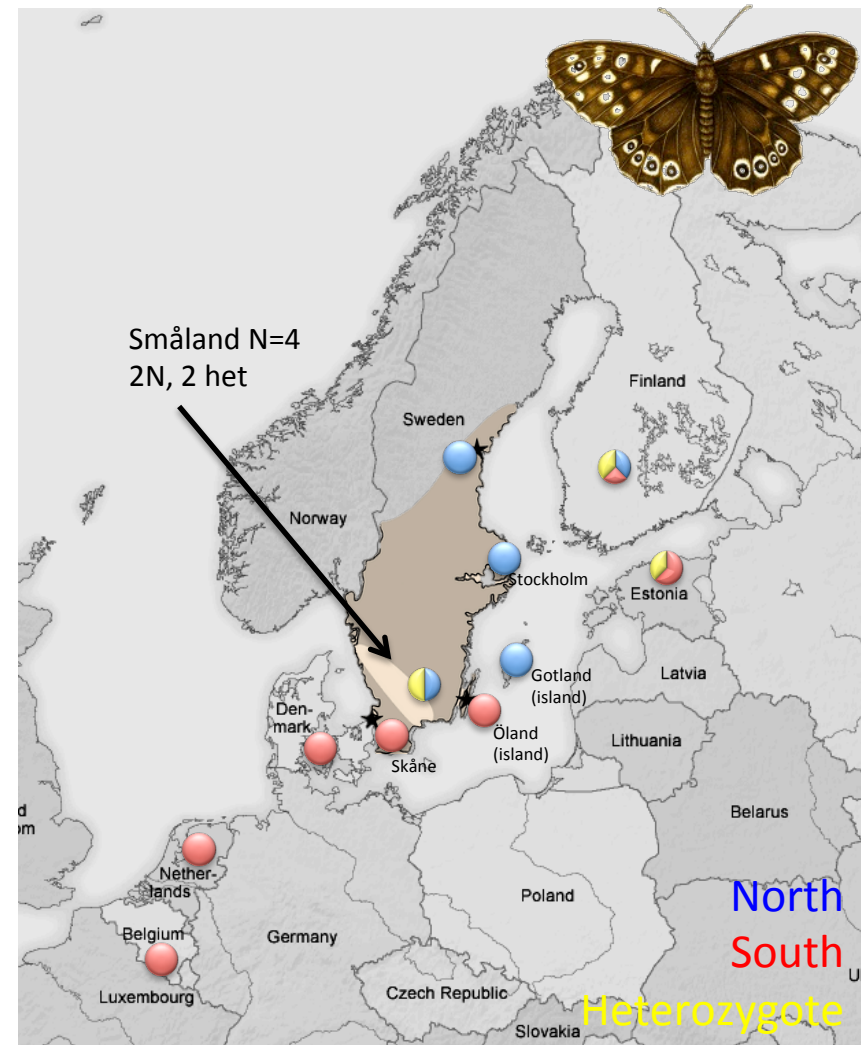 Småland N=4
2N, 2 het
Finland
Sweden
Norway
Stockholm
Estonia
Gotland
(island)
Latvia
Den-
mark
Öland
(island)
Lithuania
Skåne
Belarus
Nether-
lands
Poland
North
Belgium
Germany
South
Luxembourg
Czech Republic
Heterozygote
Slovakia